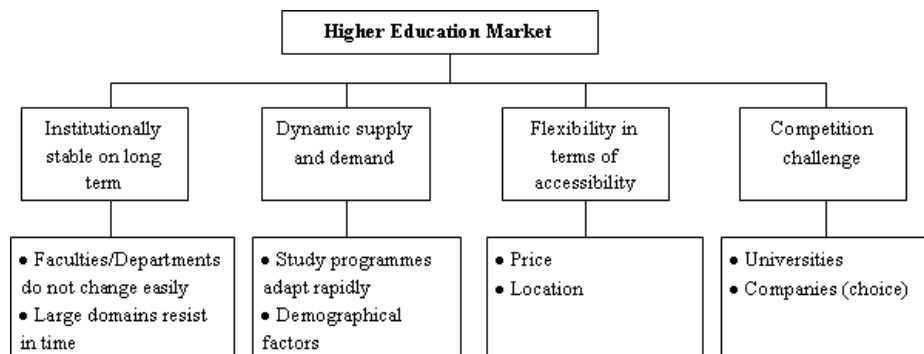 Higher Education Market
Institutionally
stable on long
term
Dynamic supply
and demand
Flexibility in
terms of
accessibility
Competition
challenge
● Faculties/Departments
do not change easily
● Large domains resist
in time
● Study programmes
adapt rapidly
● Demographical
factors
● Price
● Location
● Universities
● Companies (choice)